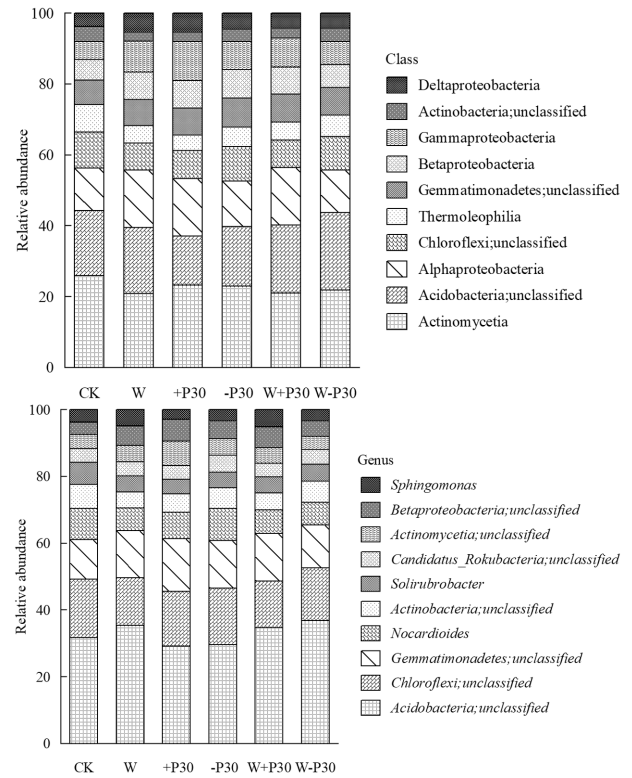 100
80
60
40
20
0
Relative abundance
CK W +P30 -P30 W+P30 W-P30
Class
Deltaproteobacteria
Actinobacteria;unclassified
Gammaproteobacteria
Betaproteobacteria
Gemmatimonadetes;unclassified
Thermoleophilia
Chloroflexi;unclassified
Alphaproteobacteria
Acidobacteria;unclassified
Actinomycetia
100
80
60
40
20
0
Relative abundance
CK W +P30 -P30 W+P30 W-P30
Genus
Sphingomonas
Betaproteobacteria;unclassified
Actinomycetia;unclassified
Candidatus_Rokubacteria;unclassified
Solirubrobacter
Actinobacteria;unclassified
Nocardioides
Gemmatimonadetes;unclassified
Chloroflexi;unclassified
Acidobacteria;unclassified